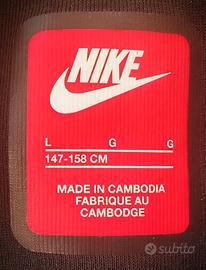 NIKE
L G G
147-158 CM
MADE IN CAMBODIA
FABRIQUE AU
CAMBODGE
subito